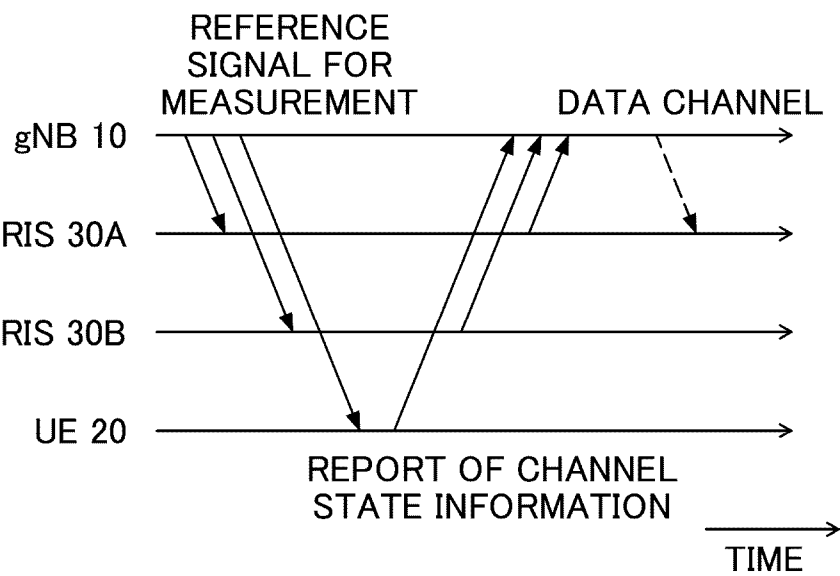 REFERENCE
SIGNAL FOR
MEASUREMENT
DATA CHANNEL
gNB 10
RIS 30A
RIS 30B
UE 20
REPORT OF CHANNEL
STATE INFORMATION
TIME